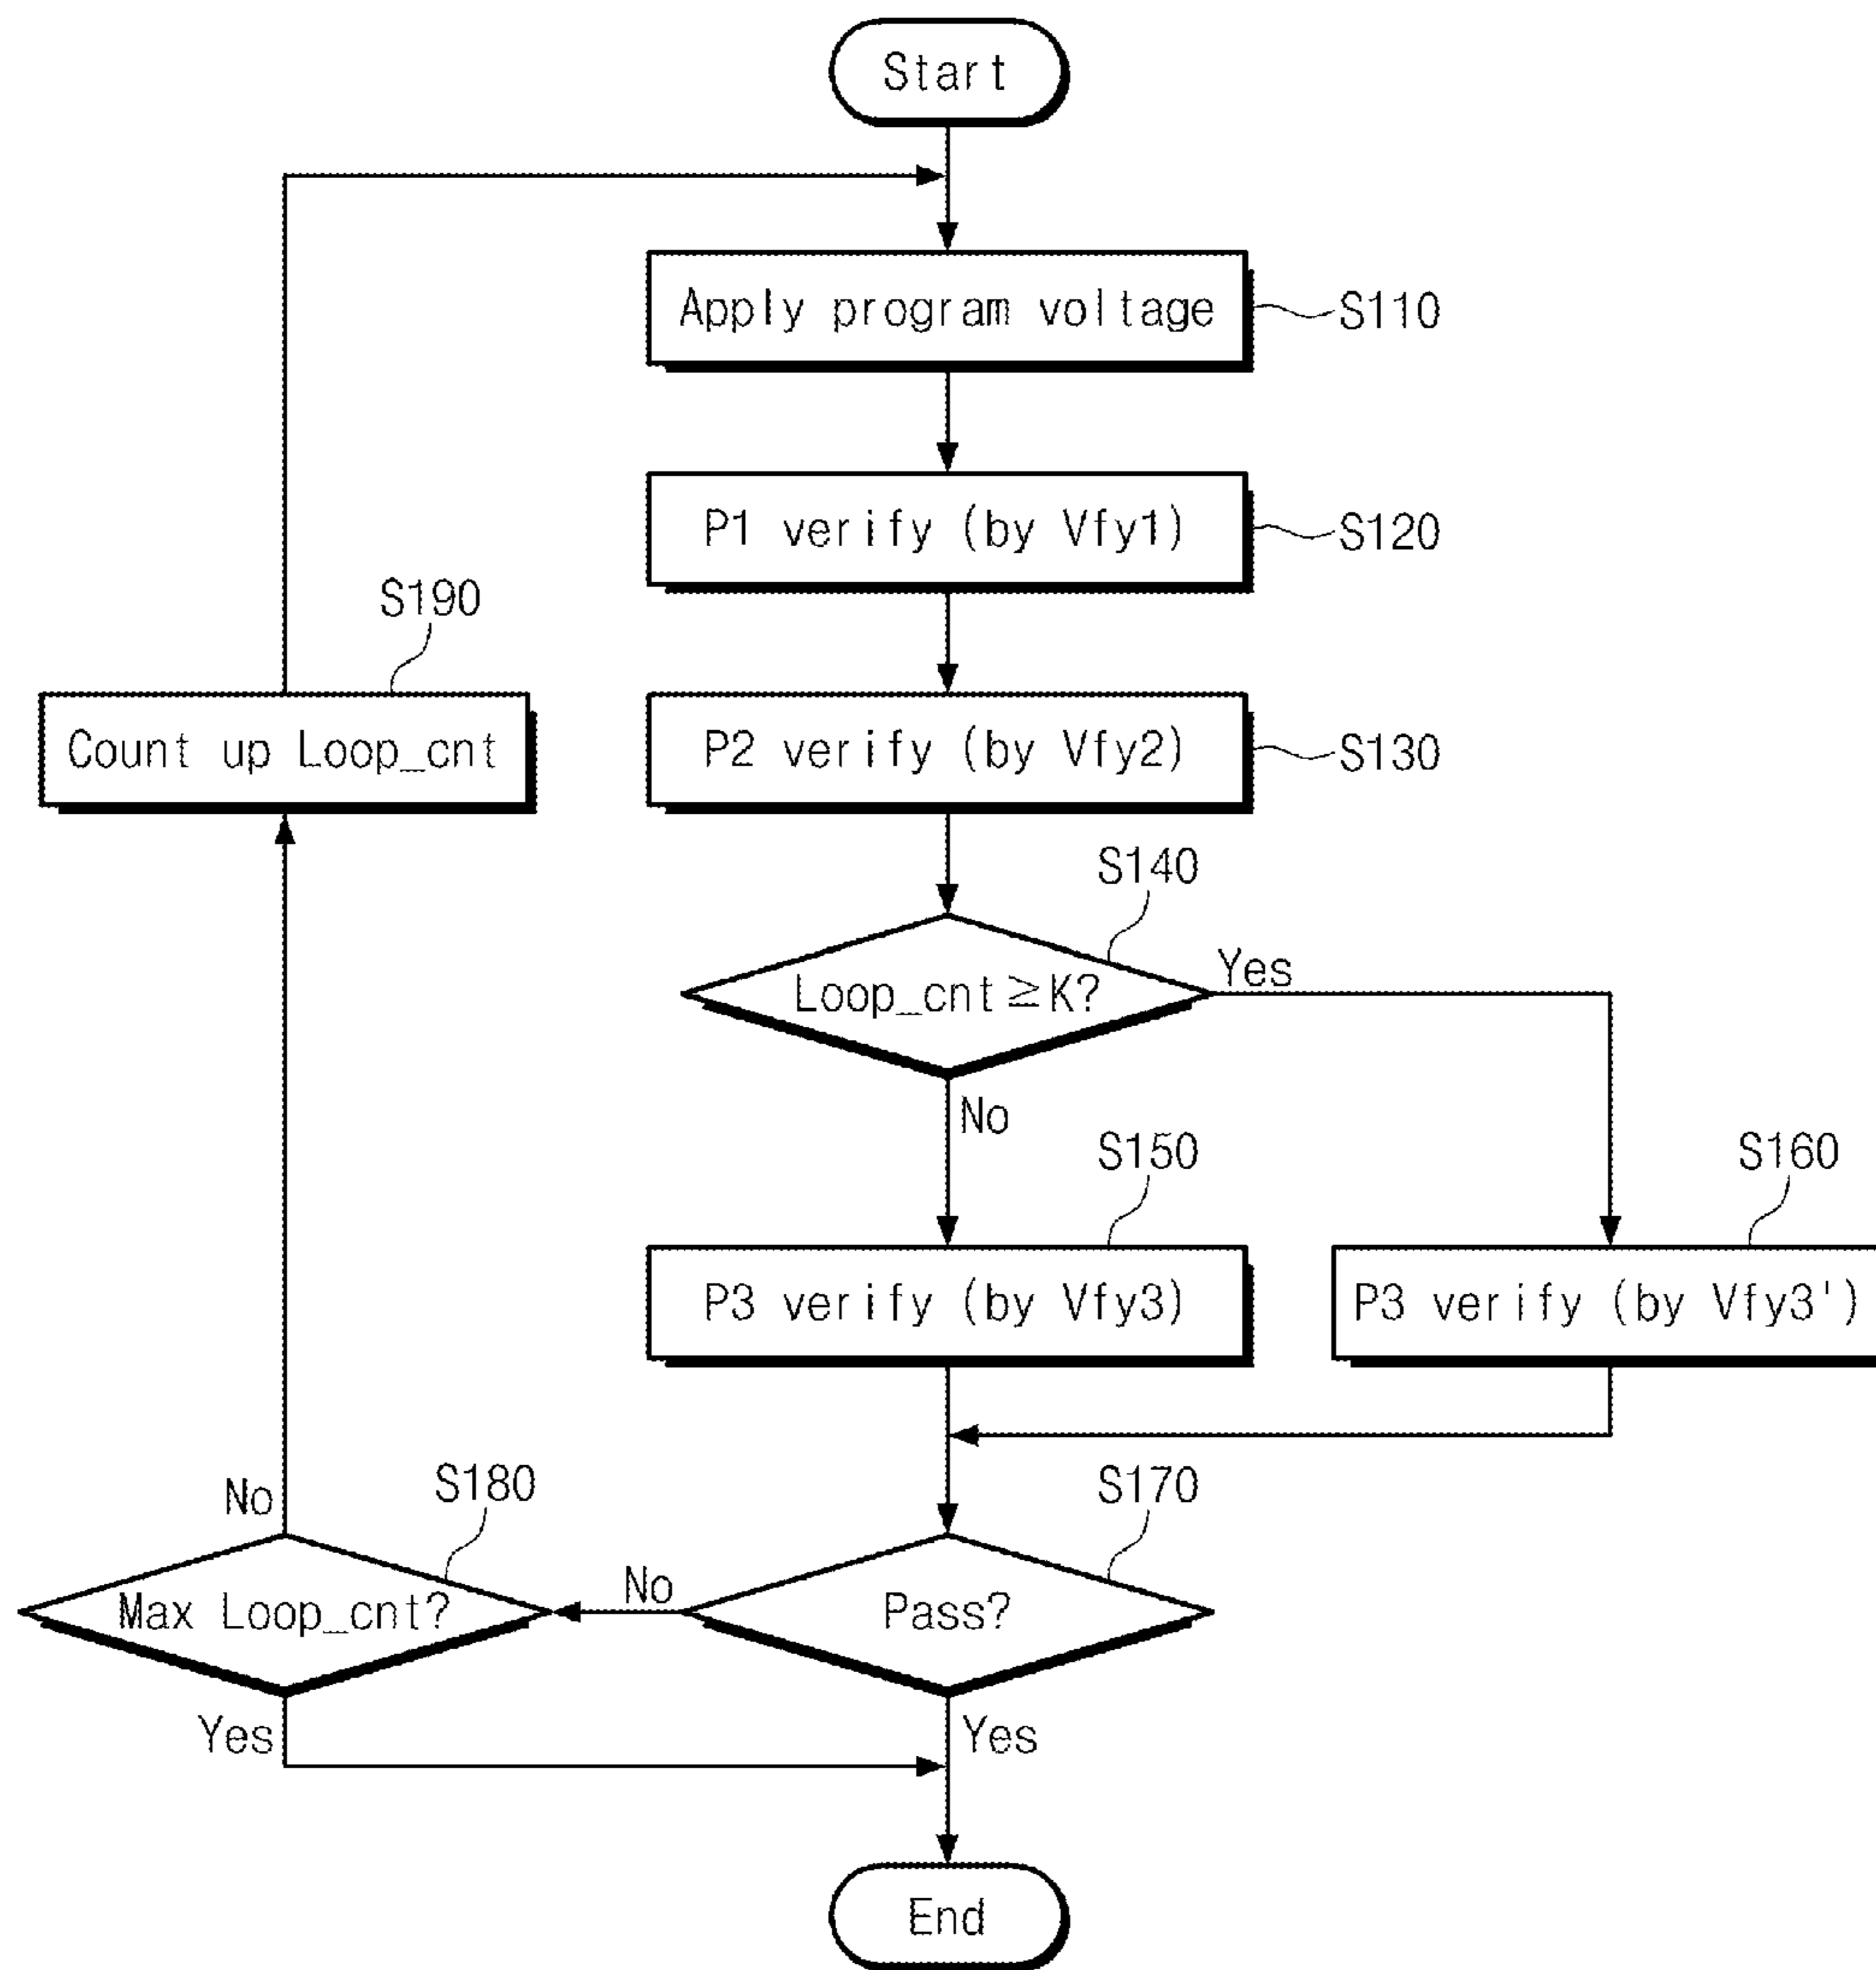 Start
Apply program voltage
S110
P1 verify (by Vfy1)
S120
S190
Count up Loop_cnt
P2 verify (by Vfy2)
S130
S140
Loop_cnt≥K?
Yes
No
S150
S160
P3 verify (by Vfy3)
P3 verify (by Vfy3')
No
S180
S170
Max Loop_cnt?
No
Pass?
Yes
Yes
End